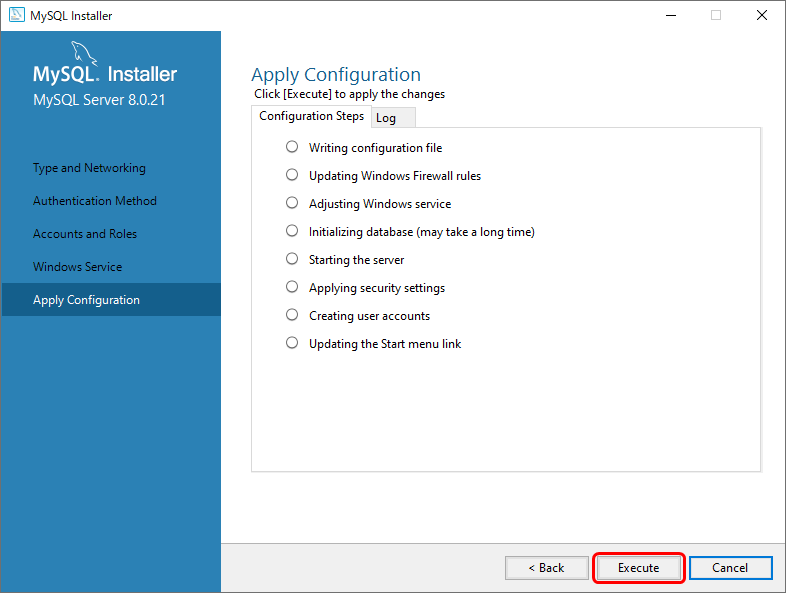 MySQL Installer
MySQL. Installer
MySQL Server 8.0.21
Type and Networking
Authentication Method
Accounts and Roles
Windows Service
Apply Configuration
Apply Configuration
Click [Execute] to apply the changes
Configuration Steps
Log
Writing configuration file
Updating Windows Firewall rules
Adjusting Windows service
Initializing database (may take a long time)
Starting the server
Applying security settings
Creating user accounts
Updating the Start menu link
< Back
Execute
Cancel